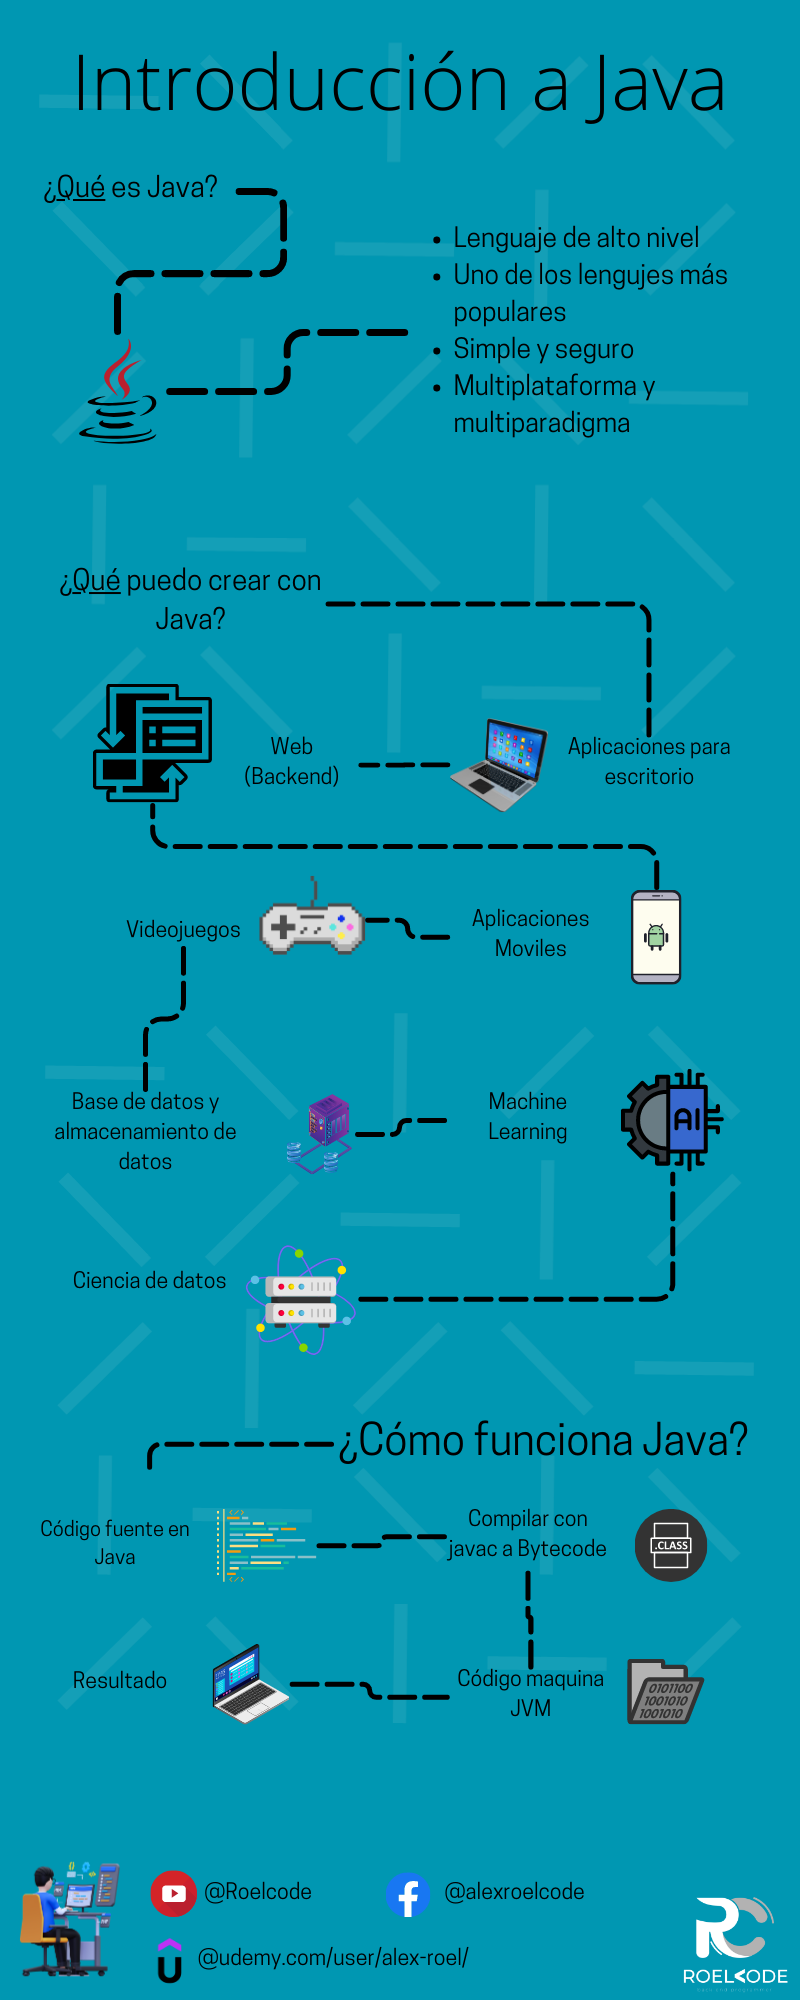 Introducción a Java
¿Qué es Java?
Lenguaje de alto nivel
Uno de los lengujes más
populares
Simple y seguro
Multiplataforma y
multiparadigma
¿Qué puedo crear con
Java?
Aplicaciones para
escritorio
Web
(Backend)
Aplicaciones
Moviles
Videojuegos
Base de datos y
almacenamiento de
datos
Machine
Learning
AI
Ciencia de datos
¿Cómo funciona Java?
Código fuente en
Java
Compilar con
javac a Bytecode
.CLASS
Código maquina
JVM
0101100
1001010
1001010
Resultado
@Roelcode
@alexroelcode
@udemy.com/user/alex-roel/
RC
ROELCODE